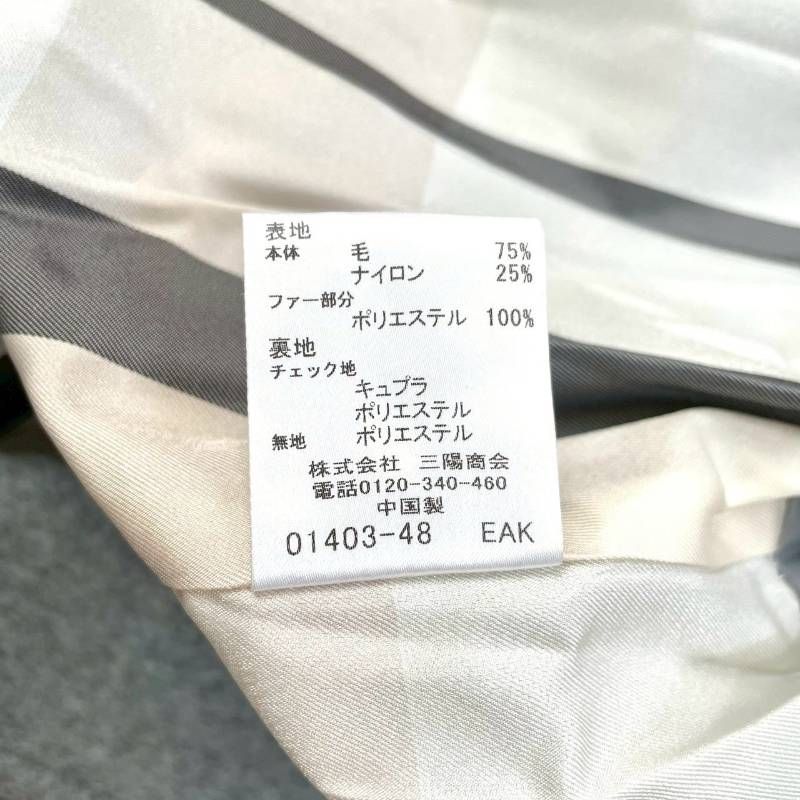 表地
本体 毛 75%
ナイロン 25%
ファー部分
ポリエステル 100%
裏地
チェック地
キュプラ
ポリエステル
無地 ポリエステル
株式会社 三陽商会
電話0120-340-460
中国製
01403-48 EAK